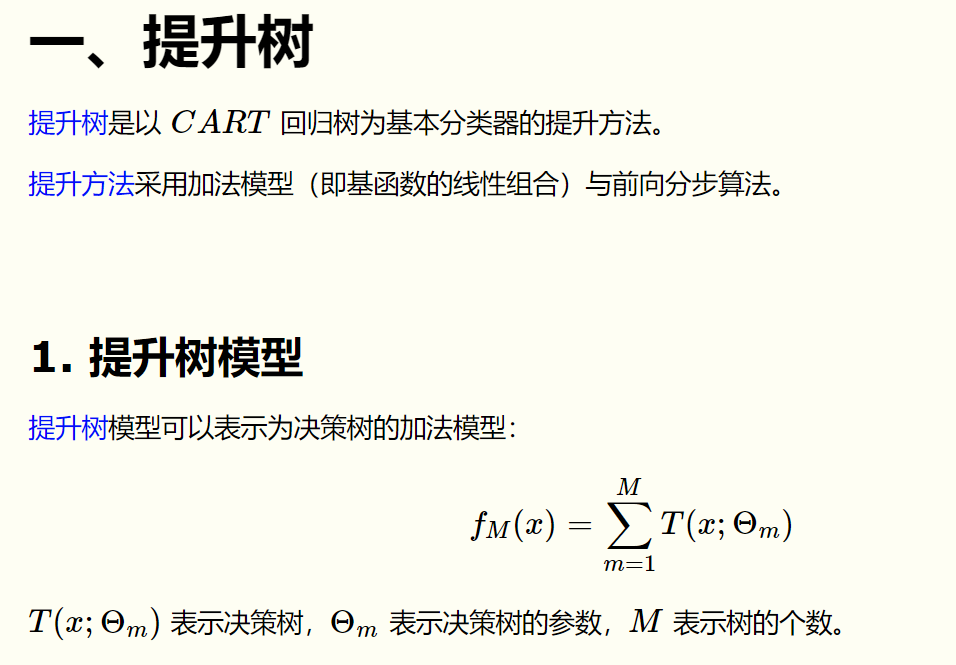 一、提升树
提升树是以 CART 回归树为基本分类器的提升方法。
提升方法采用加法模型（即基函数的线性组合）与前向分步算法。
1. 提升树模型
提升树模型可以表示为决策树的加法模型：
f_M(x) = \sum_{m=1}^{M} T(x; Θ_m)
T(x; Θ_m) 表示决策树，Θ_m 表示决策树的参数，M 表示树的个数。